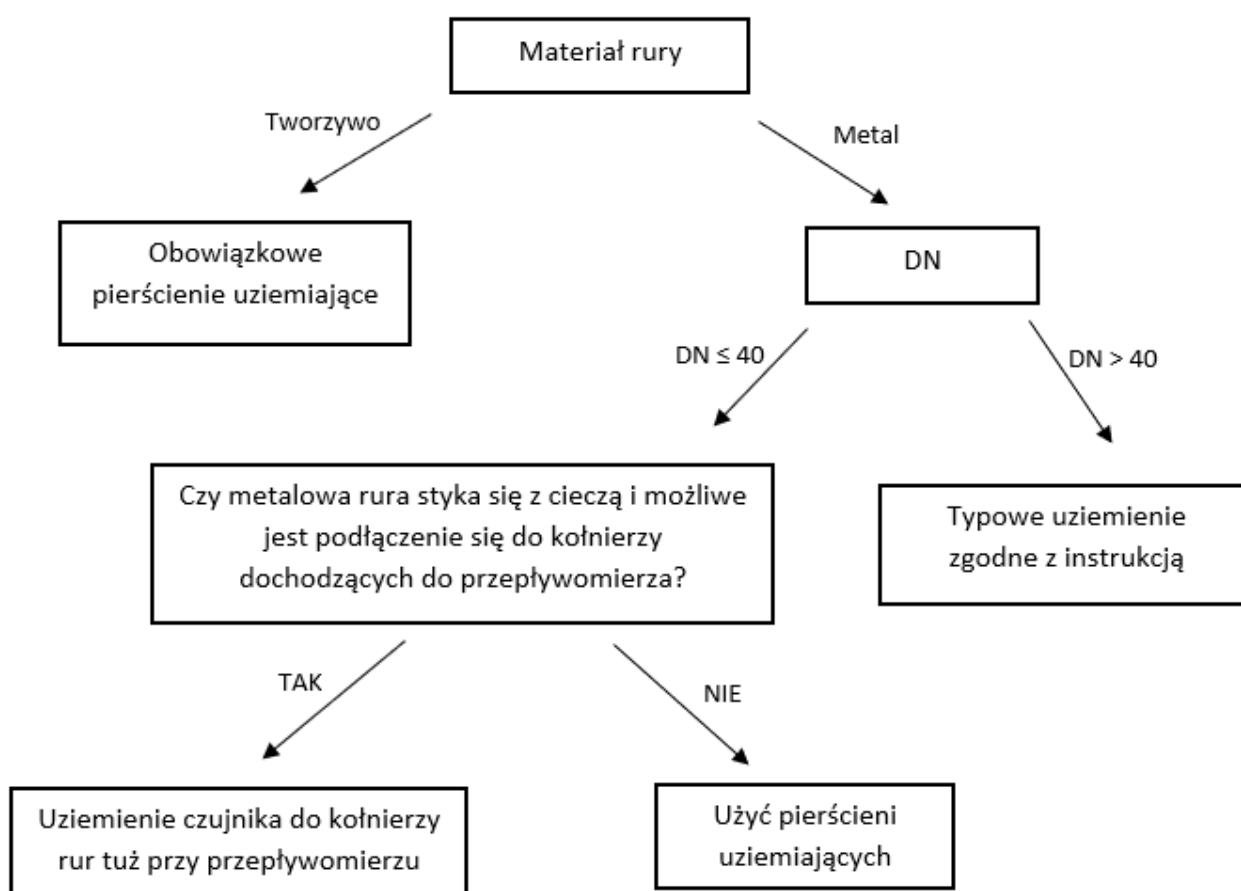 Materiał rury
Tworzywo
Metal
Obowiązkowe
pierścienie uziemiające
DN
DN ≤ 40
DN > 40
Czy metalowa rura styka się z cieczą i możliwe
jest podłączenie się do kołnierzy
dochodzących do przepływomierza?
Typowe uziemienie
zgodne z instrukcją
TAK
NIE
Uziemienie czujnika do kołnierzy
rur tuż przy przepływomierzu
Użyć pierścieni
uziemiających